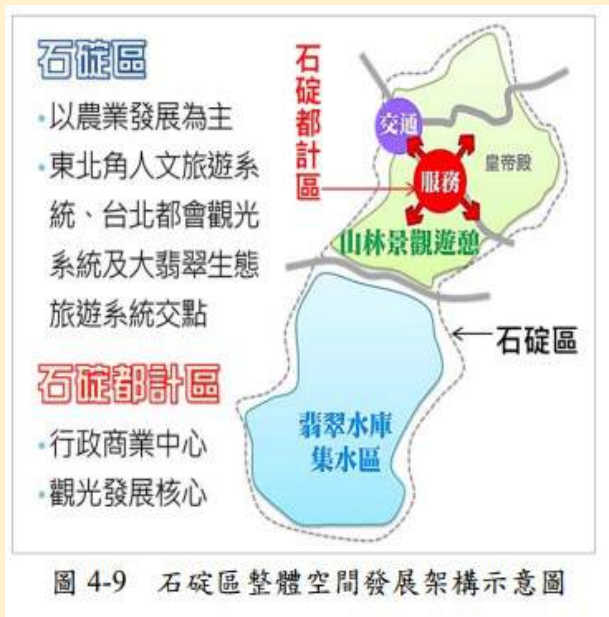 石碇區
•以農業發展為主
•東北角人文旅遊系
統、台北都會觀光
系統及大翡翠生態
旅遊系統交點
石碇都計區
•行政商業中心
•觀光發展核心
石碇都計區
交通
服務
皇帝殿
山林景觀遊憩
石碇區
翡翠水庫
集水區
圖 4-9 石碇區整體空間發展架構示意圖